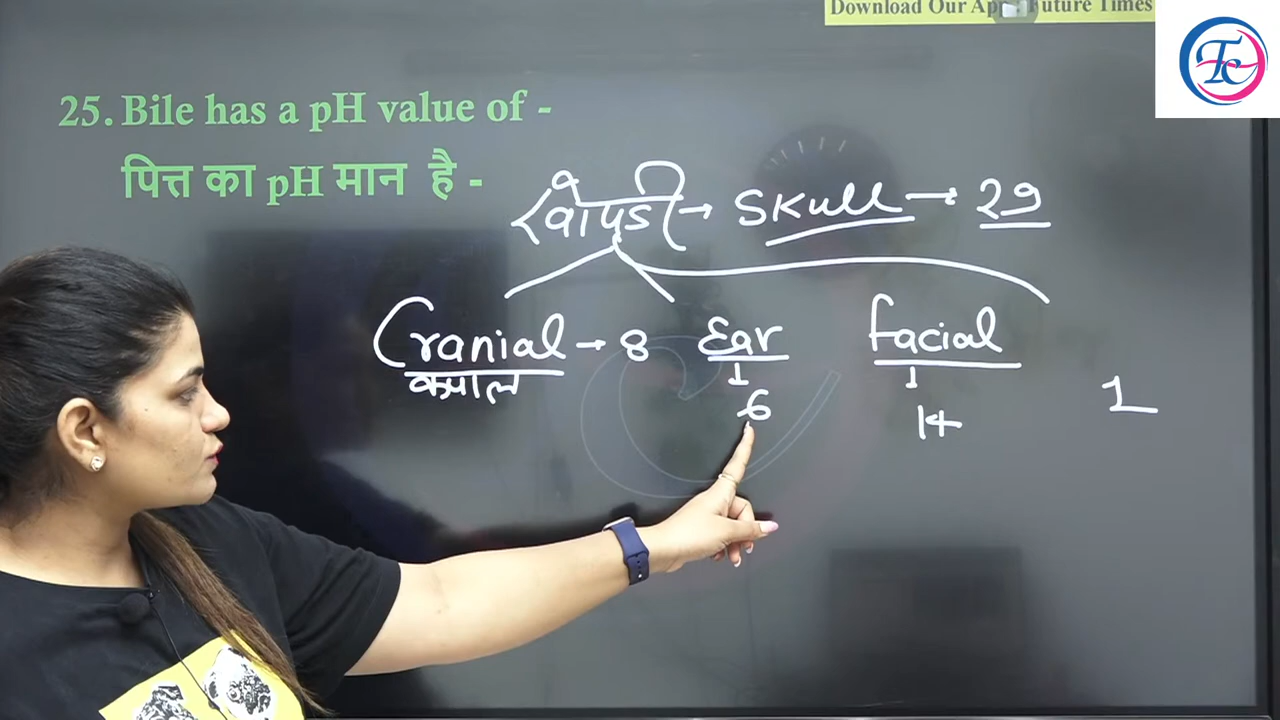 Download Our App Future Times
Tc
25. Bile has a pH value of -
पित्त का pH मान है -
खोपड़ी → Skull → 29
Cranial → 8 Ear facial
कपाल
6 14 1